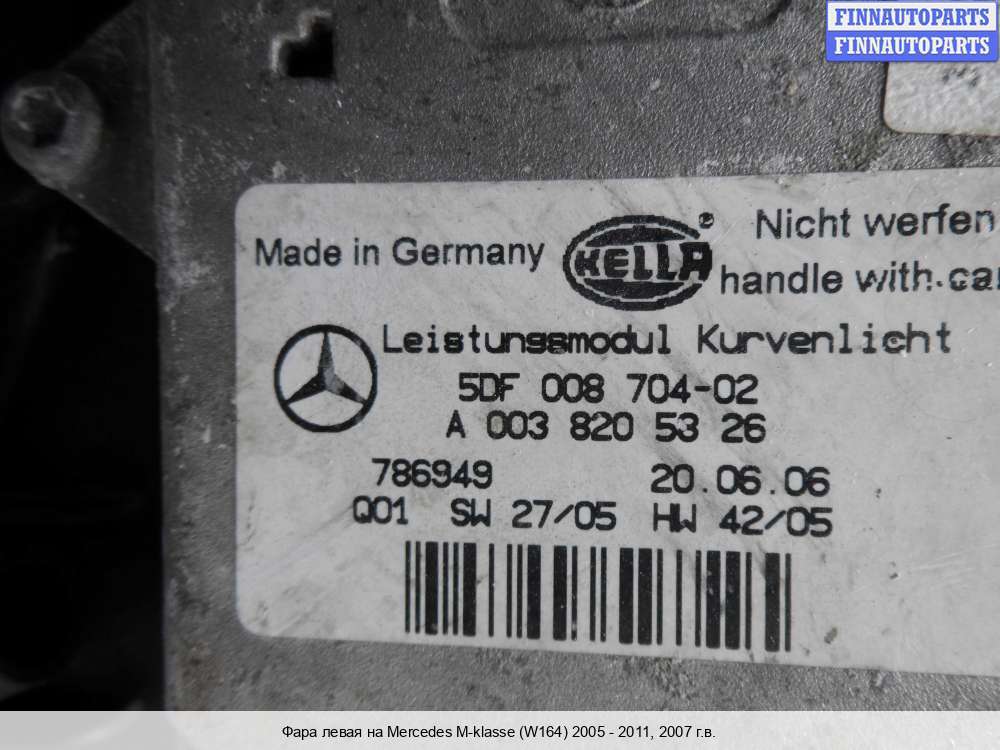 FINNAUTOPARTS
FINNAUTOPARTS
Nicht werfen
Made in Germany
HELLA
®
handle with
Leistungsmodul Kurvenlicht
5DF 008 704-02
A 003 820 53 26
786949
20.06.06
Q01 SW 27/05 HW 42/05
Фара левая на Mercedes M-klasse (W164) 2005 - 2011, 2007 г.в.